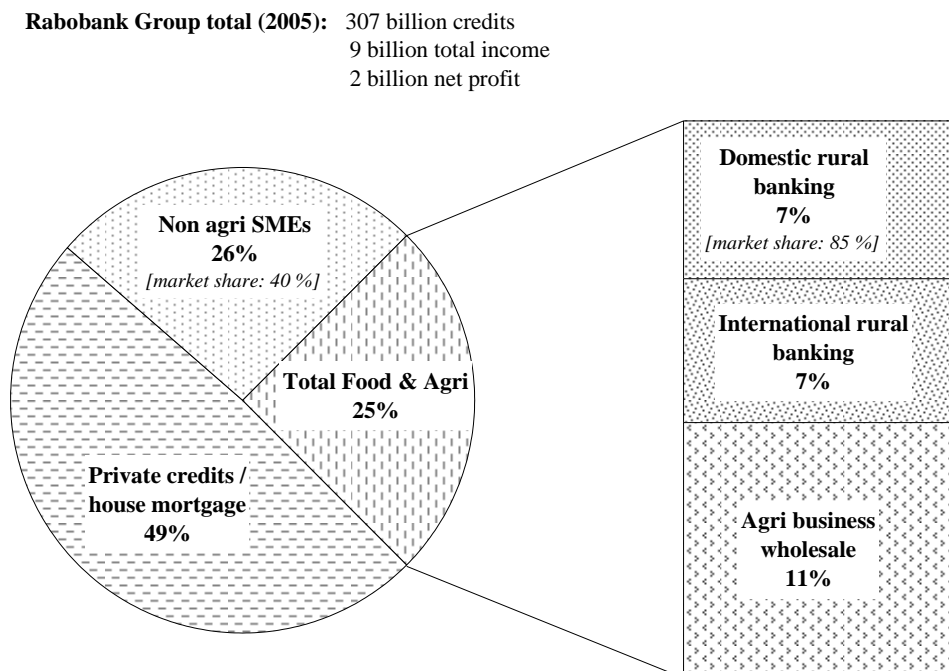 Rabobank Group total (2005): 307 billion credits
9 billion total income
2 billion net profit
Non agri SMEs
26%
[market share: 40 %]
Total Food & Agri
25%
Private credits /
house mortgage
49%
Domestic rural
banking
7%
[market share: 85 %]
International rural
banking
7%
Agri business
wholesale
11%